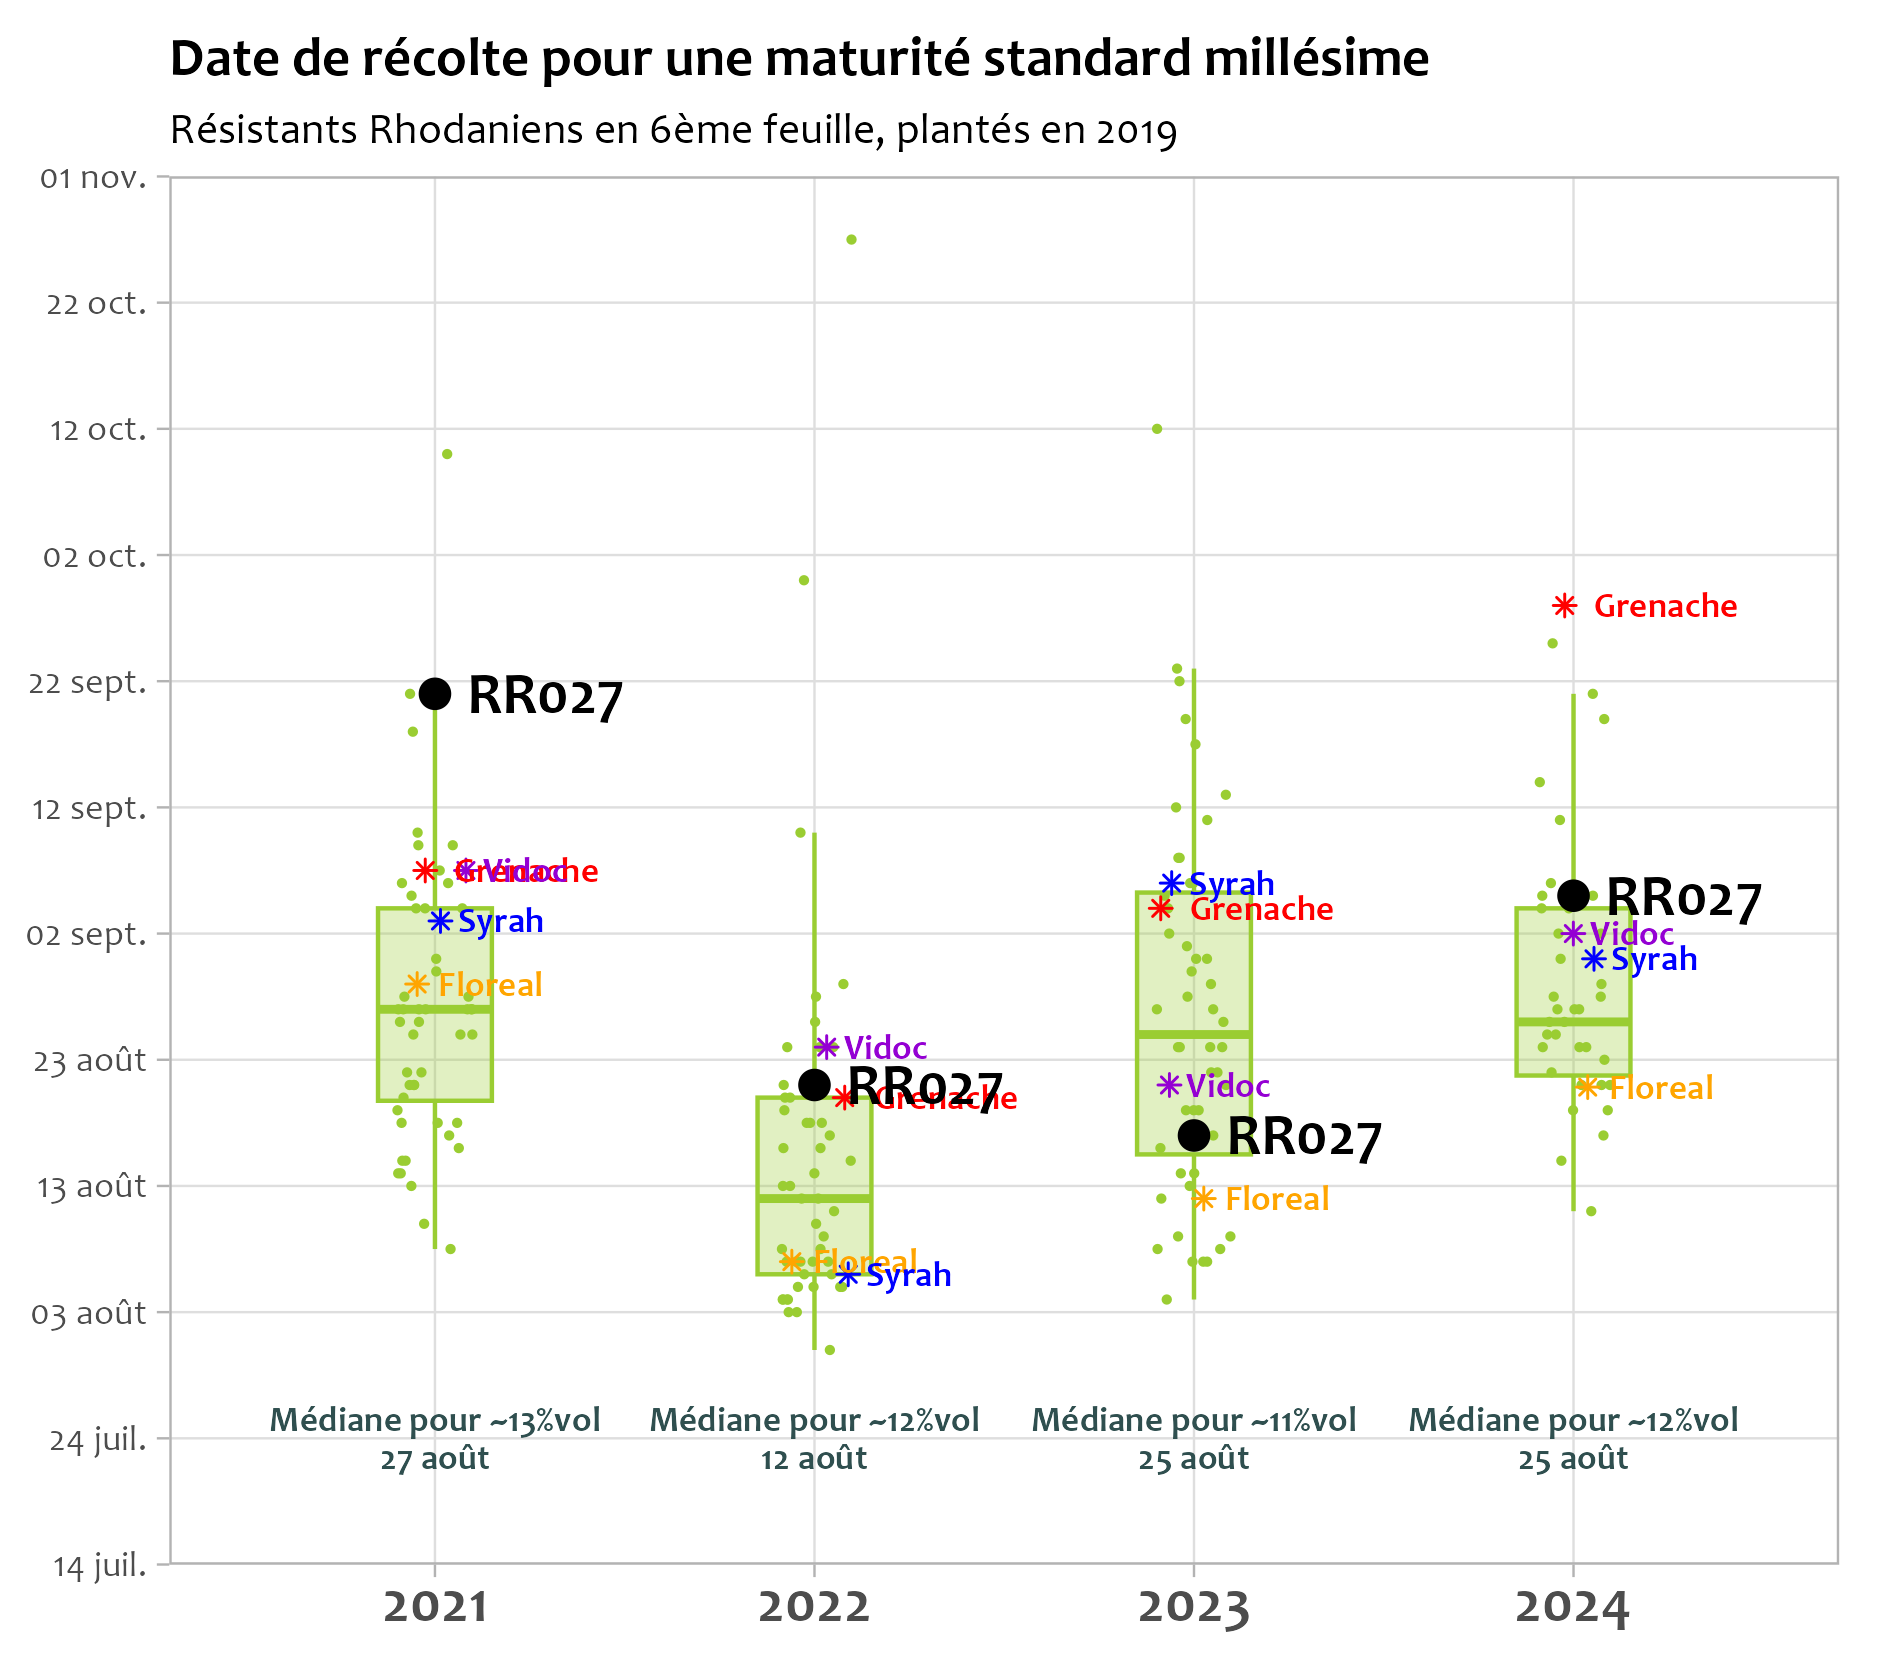 Date de récolte pour une maturité standard millésime
Résistants Rhodaniens en 6ème feuille, plantés en 2019
01 nov.
22 oct.
12 oct.
02 oct.
22 sept.
12 sept.
02 sept.
23 août
13 août
03 août
24 juil.
14 juil.
RR027
Grenache
Vidoc
Syrah
Floreal
Médiane pour ~13%vol
27 août
2021
Vidoc
RR027
Grenache
Floreal
Syrah
Médiane pour ~12%vol
12 août
2022
Syrah
Grenache
Vidoc
RR027
Floreal
Médiane pour ~11%vol
25 août
2023
Grenache
RR027
Vidoc
Syrah
Floreal
Médiane pour ~12%vol
25 août
2024